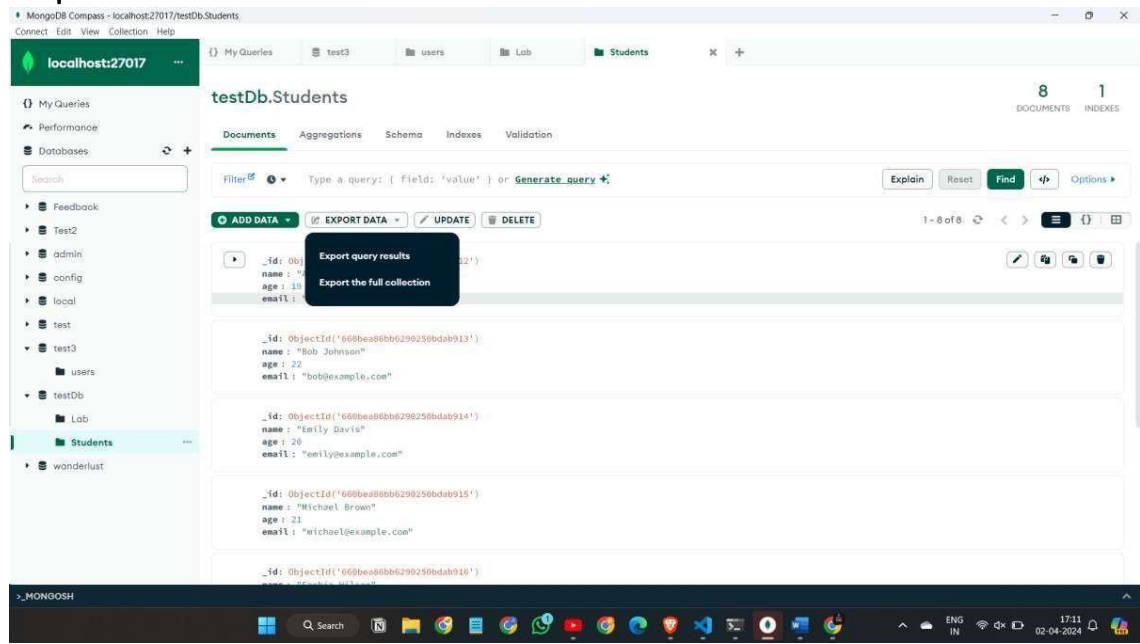 MongoDB Compass - localhost:27017/testDb.Students
Connect Edit View Collection Help
localhost:27017 ...
{} My Queries test3 users Lab Students
{} My Queries
Performance
Databases
Search
Feedback
Test2
admin
config
local
test
test3
users
testDb
Lab
Students ...
wanderlust
testDb.Students
8 DOCUMENTS 1 INDEXES
Documents Aggregations Schema Indexes Validation
Filter Type a query: { field: 'value' } or Generate query Explain Reset Find </> Options
ADD DATA EXPORT DATA UPDATE DELETE 1 - 8 of 8 {}
Export query results
Export the full collection
_id:
name :
age : 19
email :
_id: ObjectId('660bea86bb6290250bdab913')
name : "Bob Johnson"
age : 22
email : "bob@example.com"
_id: ObjectId('660bea86bb6290250bdab914')
name : "Emily Davis"
age : 20
email : "emily@example.com"
_id: ObjectId('660bea86bb6290250bdab915')
name : "Michael Brown"
age : 21
email : "michael@example.com"
_id: ObjectId('660bea86bb6290250bdab916')
>_MONGOSH
Search
ENG
IN
17:11
02-04-2024